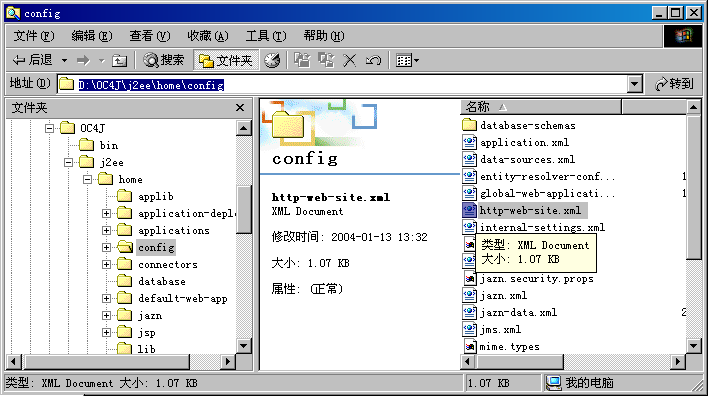 config
文件(F) 编辑(E) 查看(V) 收藏(A) 工具(T) 帮助(H)
后退 搜索 文件夹
地址(D) D:\OC4J\j2ee\home\config 转到
文件夹
OC4J
bin
j2ee
home
applib
application-depl
applications
config
connectors
database
default-web-app
jazn
jsp
lib
config
http-web-site.xml
XML Document
修改时间: 2004-01-13 13:32
大小: 1.07 KB
属性: (正常)
名称
database-schemas
application.xml
data-sources.xml
entity-resolver-conf... 1
global-web-applicati... 1
http-web-site.xml
internal-settings.xml
类型: XML Document
大小: 1.07 KB
jazn.security.props
jazn.xml
jazn-data.xml 2
jms.xml
mime.types
类型: XML Document 大小: 1.07 KB 1.07 KB 我的电脑